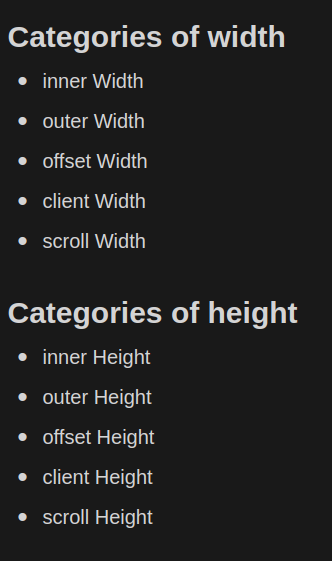 Categories of width
inner Width
outer Width
offset Width
client Width
scroll Width
Categories of height
inner Height
outer Height
offset Height
client Height
scroll Height